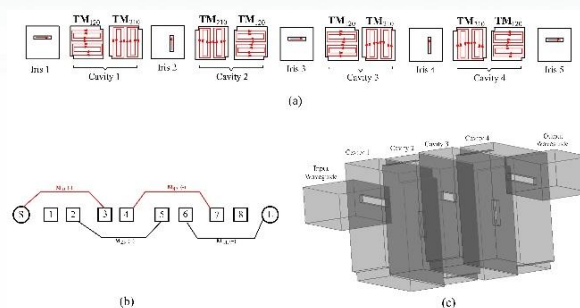 TM₁₂₀ TM₂₁₀ TM₂₁₀ TM₁₂₀ TM₁₂₀ TM₂₁₀ TM₂₁₀ TM₁₂₀
Iris 1 Cavity 1 Iris 2 Cavity 2 Iris 3 Cavity 3 Iris 4 Cavity 4 Iris 5
(a)
S 1 2 3 4 5 6 7 8 L
(b)
Cavity 1 Cavity 2 Cavity 3 Cavity 4
Input Waveguide
Output Waveguide
(c)